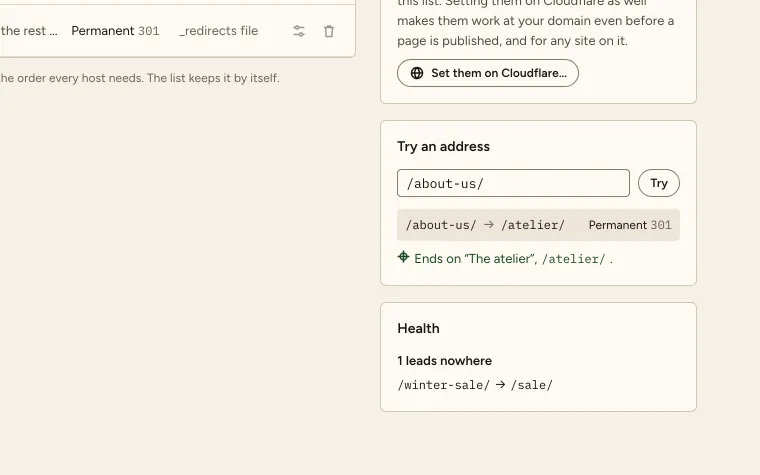 the rest ... Permanent 301 _redirects file
he order every host needs. The list keeps it by itself.
this list. Setting them on Cloudflare as well
makes them work at your domain even before a
page is published, and for any site on it.
Set them on Cloudflare...
Try an address
/about-us/ Try
/about-us/ → /atelier/ Permanent 301
Ends on “The atelier”, /atelier/ .
Health
1 leads nowhere
/winter-sale/ → /sale/